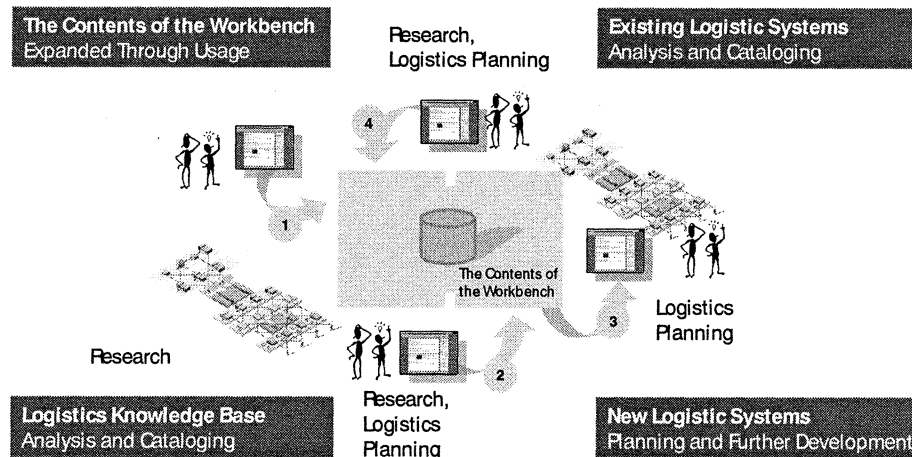 The Contents of the Workbench
Expanded Through Usage
Research,
Logistics Planning
Existing Logistic Systems
Analysis and Cataloging
4
1
The Contents of
the Workbench
3
Logistics
Planning
Research
2
Research,
Logistics
Planning
Logistics Knowledge Base
Analysis and Cataloging
New Logistic Systems
Planning and Further Development